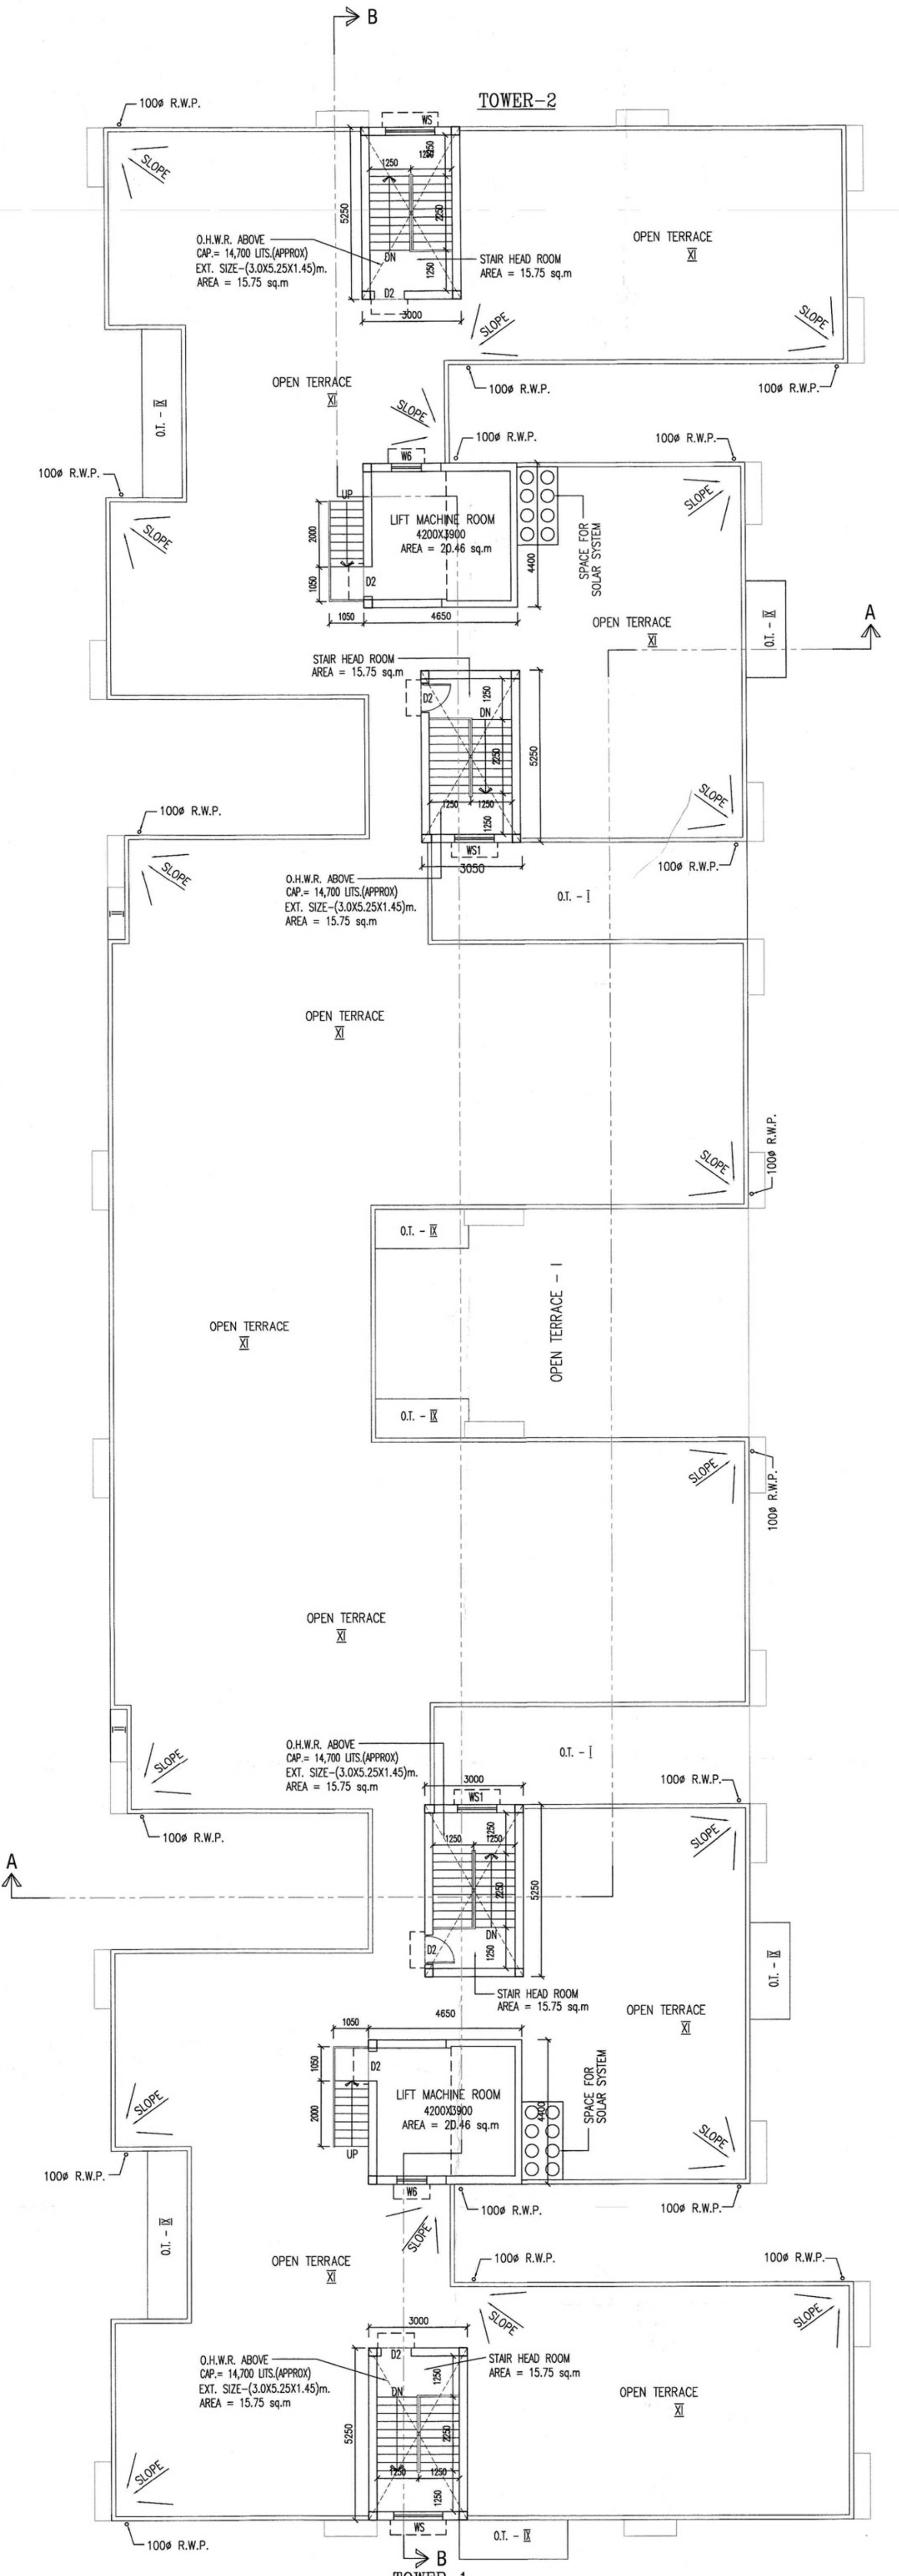 B
TOWER-2
100ø R.W.P.
WS
1250
1250
SLOPE
5250
2250
O.H.W.R. ABOVE
CAP.= 14,700 LITS.(APPROX)
EXT. SIZE-(3.0X5.25X1.45)m.
AREA = 15.75 sq.m
DN
1250
STAIR HEAD ROOM
AREA = 15.75 sq.m
OPEN TERRACE
XI
D2
3000
SLOPE
SLOPE
OPEN TERRACE
XI
100ø R.W.P.
100ø R.W.P.
O.T. - IX
SLOPE
100ø R.W.P.
100ø R.W.P.
W6
100ø R.W.P.
UP
SLOPE
LIFT MACHINE ROOM
4200X3900
AREA = 20.46 sq.m
SLOPE
2000
SPACE FOR
SOLAR SYSTEM
4400
1050
D2
1050
4650
OPEN TERRACE
XI
O.T. - IX
A
STAIR HEAD ROOM
AREA = 15.75 sq.m
D2
1250
DN
2250
5250
1250
1250
1250
SLOPE
100ø R.W.P.
WS1
3050
100ø R.W.P.
SLOPE
O.H.W.R. ABOVE
CAP.= 14,700 LITS.(APPROX)
EXT. SIZE-(3.0X5.25X1.45)m.
AREA = 15.75 sq.m
O.T. - I
OPEN TERRACE
XI
SLOPE
100ø R.W.P.
O.T. - IX
OPEN TERRACE - I
OPEN TERRACE
XI
O.T. - IX
SLOPE
100ø R.W.P.
OPEN TERRACE
XI
O.H.W.R. ABOVE
CAP.= 14,700 LITS.(APPROX)
EXT. SIZE-(3.0X5.25X1.45)m.
AREA = 15.75 sq.m
O.T. - I
SLOPE
3000
100ø R.W.P.
WS1
100ø R.W.P.
1250
1250
1250
SLOPE
A
2250
5250
DN
D2
1250
O.T. - IX
STAIR HEAD ROOM
AREA = 15.75 sq.m
OPEN TERRACE
XI
4650
1050
1050
D2
2000
LIFT MACHINE ROOM
4200X3900
AREA = 20.46 sq.m
4400
SPACE FOR
SOLAR SYSTEM
SLOPE
SLOPE
UP
100ø R.W.P.
W6
100ø R.W.P.
100ø R.W.P.
O.T. - IX
SLOPE
OPEN TERRACE
XI
100ø R.W.P.
100ø R.W.P.
3000
SLOPE
SLOPE
O.H.W.R. ABOVE
CAP.= 14,700 LITS.(APPROX)
EXT. SIZE-(3.0X5.25X1.45)m.
AREA = 15.75 sq.m
D2
DN
1250
STAIR HEAD ROOM
AREA = 15.75 sq.m
OPEN TERRACE
XI
5250
2250
1250
1250
1250
SLOPE
100ø R.W.P.
WS
O.T. - IX
B
TOWER-1